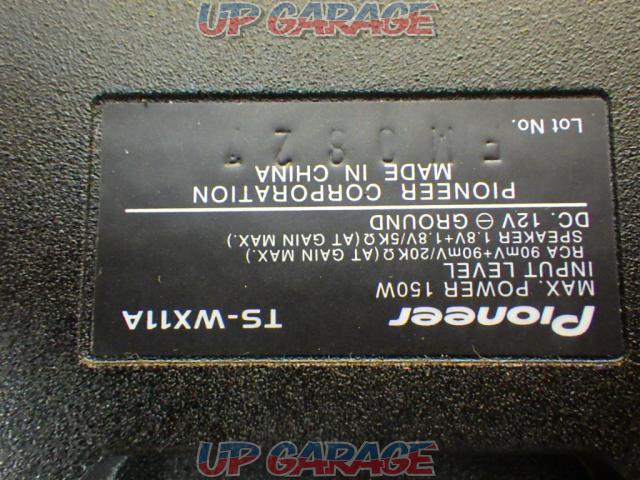 UP GARAGE
Pioneer TS-WX11A
MAX. POWER 150W
INPUT LEVEL
RCA 90mV+90mV/20KΩ(AT GAIN MAX.)
SPEAKER 1.8V+1.8V/5KΩ(AT GAIN MAX.)
DC. 12V ⊖ GROUND
PIONEER CORPORATION
MADE IN CHINA
Lot No.
UP GARAGE